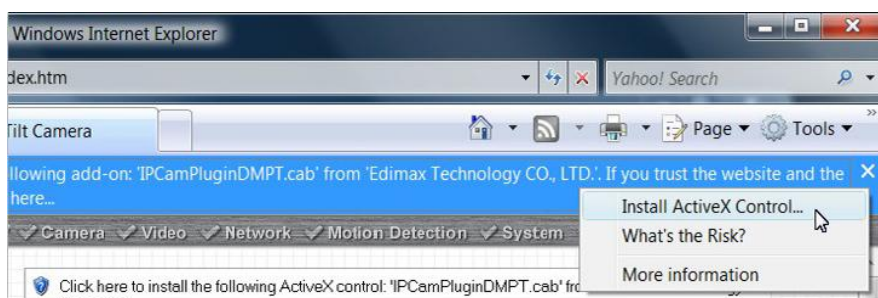 Windows Internet Explorer
dex.htm
Yahoo! Search
Tilt Camera
Page
Tools
»
llowing add-on: 'IPCamPluginDMPT.cab' from 'Edimax Technology CO., LTD.'. If you trust the website and the
here...
Install ActiveX Control...
Camera Video Network Motion Detection System
What's the Risk?
More information
Click here to install the following ActiveX control: 'IPCamPluginDMPT.cab' fro